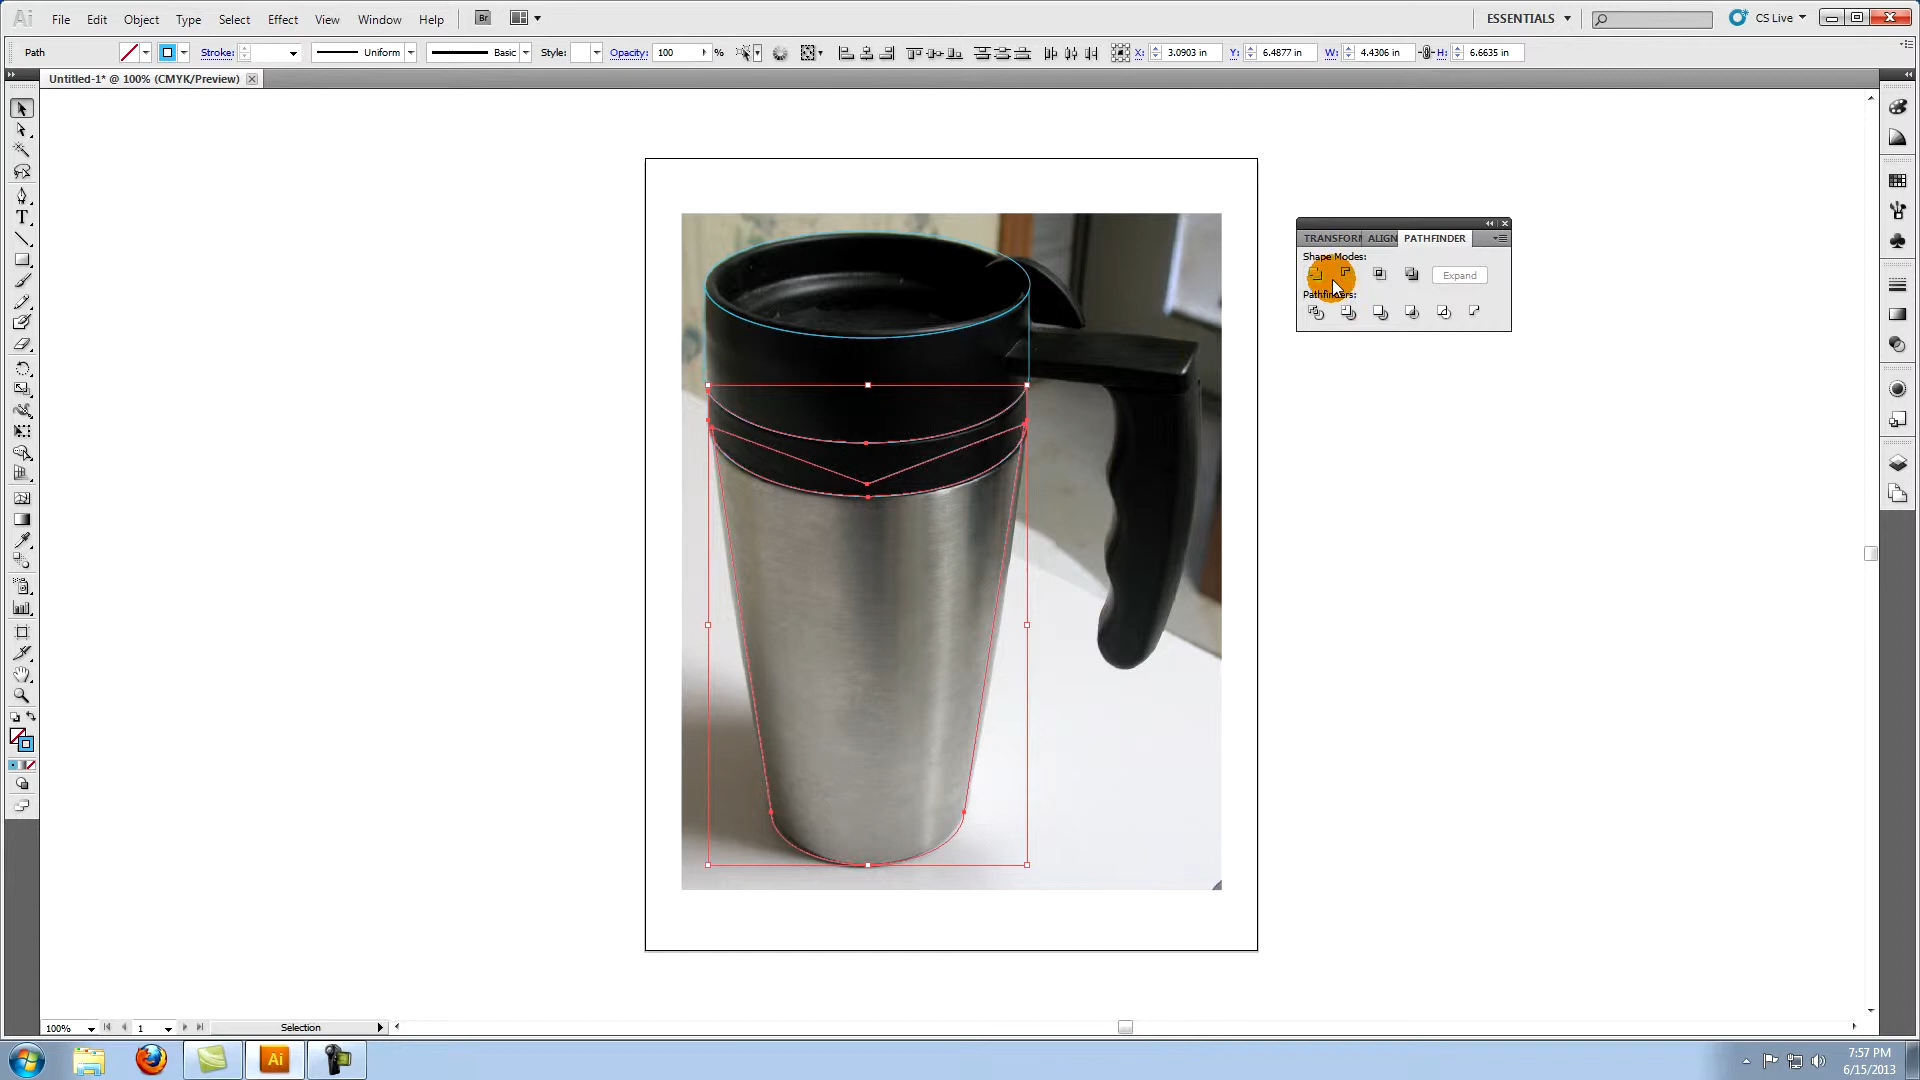 Ai File Edit Object Type Select Effect View Window Help Br ESSENTIALS CS Live
Path Stroke: Uniform Basic Style: Opacity: 100 % X: 3.0903 in Y: 6.4877 in W: 4.4306 in H: 6.6635 in
Untitled-1* @ 100% (CMYK/Preview)
TRANSFORM ALIGN PATHFINDER
Shape Modes:
Expand
Pathfinders:
100% 1 Selection
Ai
7:57 PM
6/15/2013